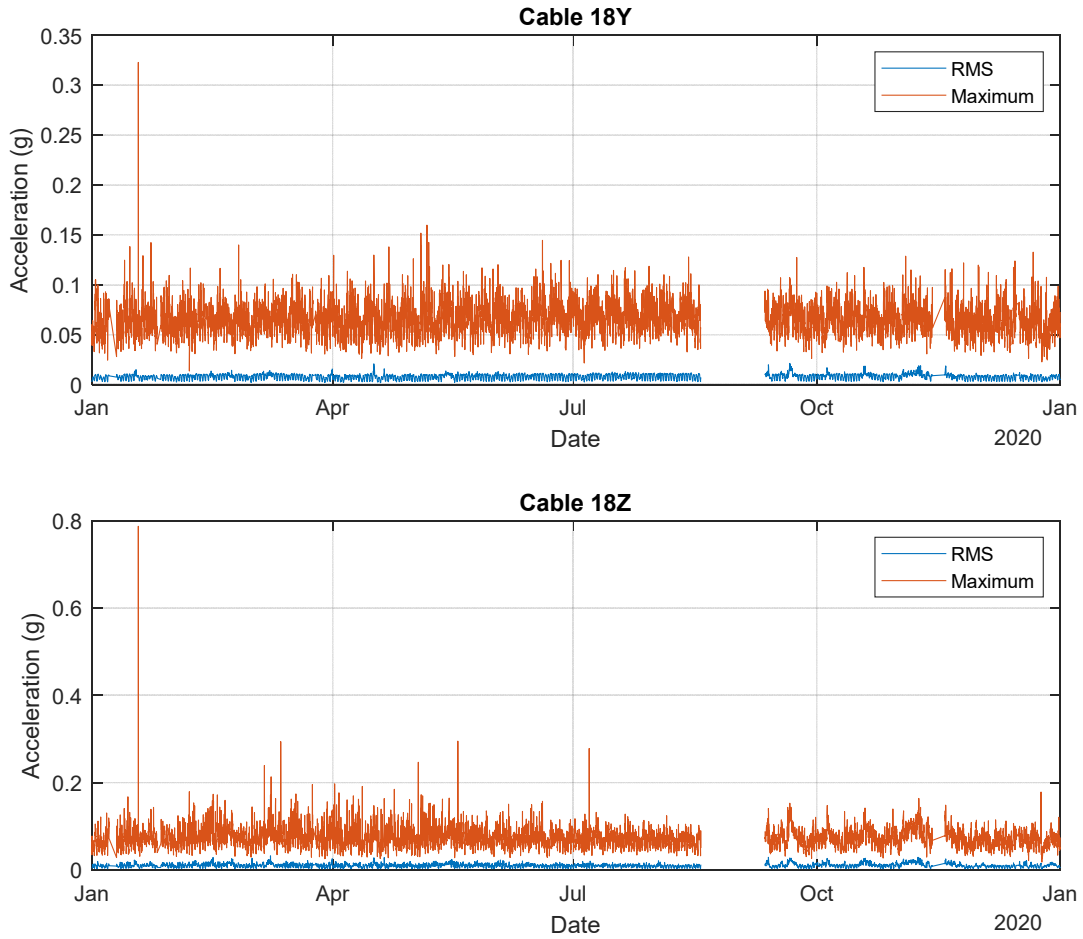 Cable 18Y
0.35
0.3
0.25
0.2
0.15
0.1
0.05
0
Acceleration (g)
RMS
Maximum
Jan Apr Jul Oct Jan
Date
2020
Cable 18Z
0.8
0.6
0.4
0.2
0
Acceleration (g)
RMS
Maximum
Jan Apr Jul Oct Jan
Date
2020